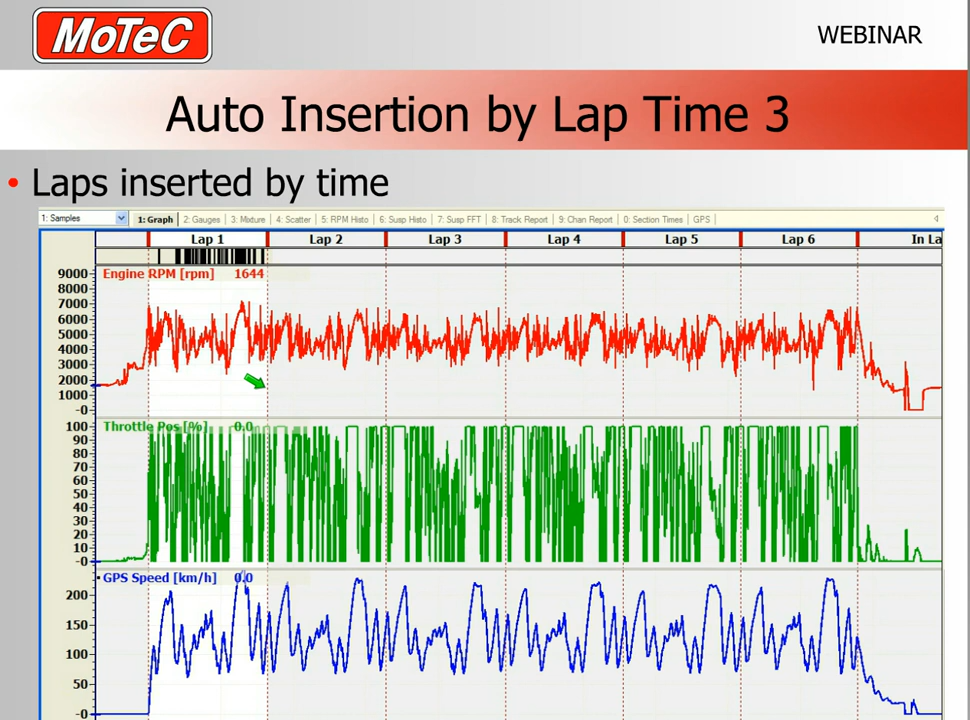 MoTeC
WEBINAR
Auto Insertion by Lap Time 3
• Laps inserted by time
1: Samples 1: Graph 2: Gauges 3: Mixture 4: Scatter 5: RPM Histo 6: Susp Histo 7: Susp FFT 8: Track Report 9: Chan Report 0: Section Times GPS
Lap 1 Lap 2 Lap 3 Lap 4 Lap 5 Lap 6 In La
Engine RPM [rpm] 1644
9000
8000
7000
6000
5000
4000
3000
2000
1000
-0
Throttle Pos [%] 0.0
100
90
80
70
60
50
40
30
20
10
-0
GPS Speed [km/h] 0.0
200
150
100
50
-0